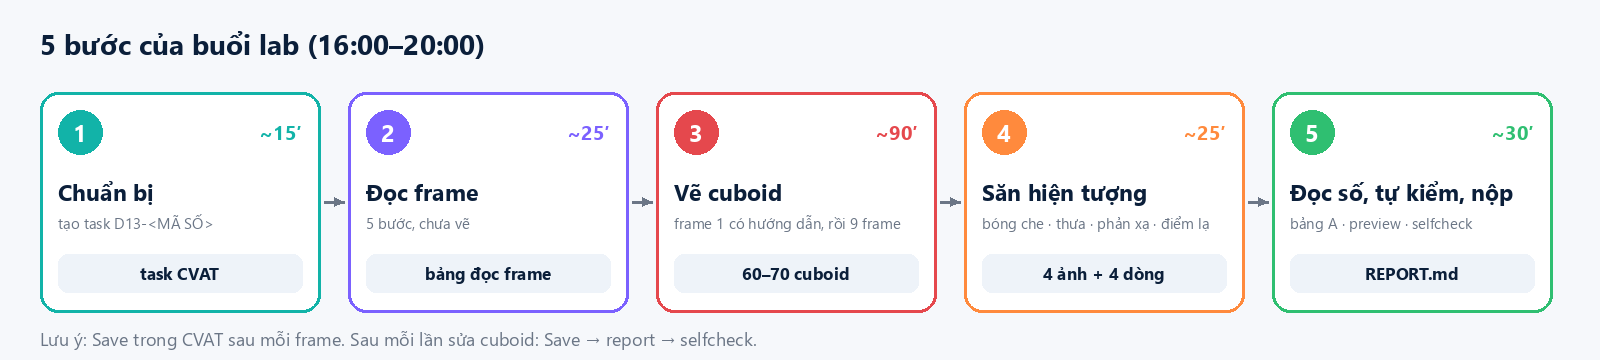 5 bước của buổi lab (16:00–20:00)
1
~15′
Chuẩn bị
tạo task D13-<MÃ SỐ>
task CVAT
2
~25′
Đọc frame
5 bước, chưa vẽ
bảng đọc frame
3
~90′
Vẽ cuboid
frame 1 có hướng dẫn, rồi 9 frame
60–70 cuboid
4
~25′
Săn hiện tượng
bóng che · thưa · phản xạ · điểm lạ
4 ảnh + 4 dòng
5
~30′
Đọc số, tự kiểm, nộp
bảng A · preview · selfcheck
REPORT.md
Lưu ý: Save trong CVAT sau mỗi frame. Sau mỗi lần sửa cuboid: Save → report → selfcheck.